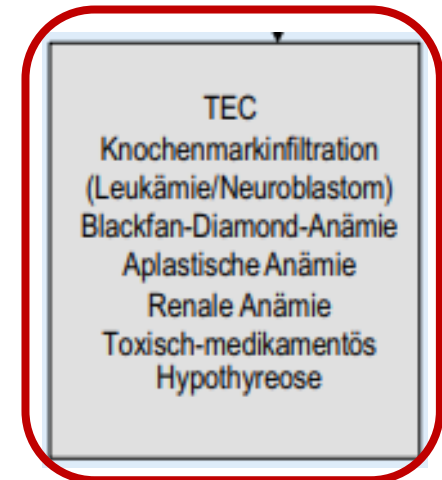 TEC
Knochenmarkinfiltration
(Leukämie/Neuroblastom)
Blackfan-Diamond-Anämie
Aplastische Anämie
Renale Anämie
Toxisch-medikamentös
Hypothyreose